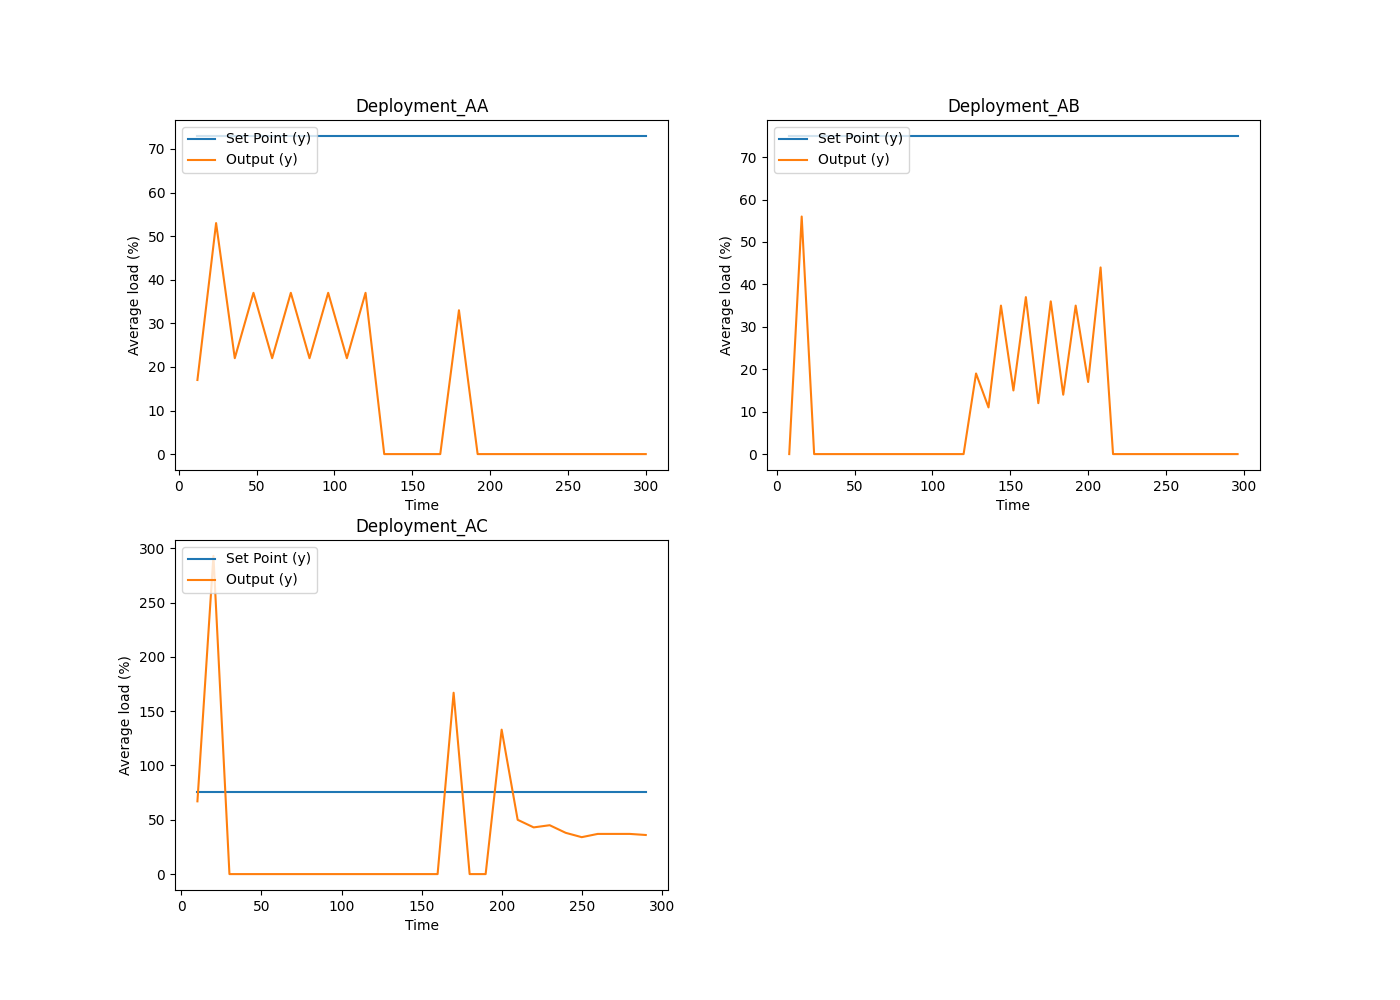 Deployment_AA
Set Point (y)
Output (y)
Average load (%)
70
60
50
40
30
20
10
0
0 50 100 150 200 250 300
Time
Deployment_AB
Set Point (y)
Output (y)
Average load (%)
70
60
50
40
30
20
10
0
0 50 100 150 200 250 300
Time
Deployment_AC
Set Point (y)
Output (y)
Average load (%)
300
250
200
150
100
50
0
0 50 100 150 200 250 300
Time